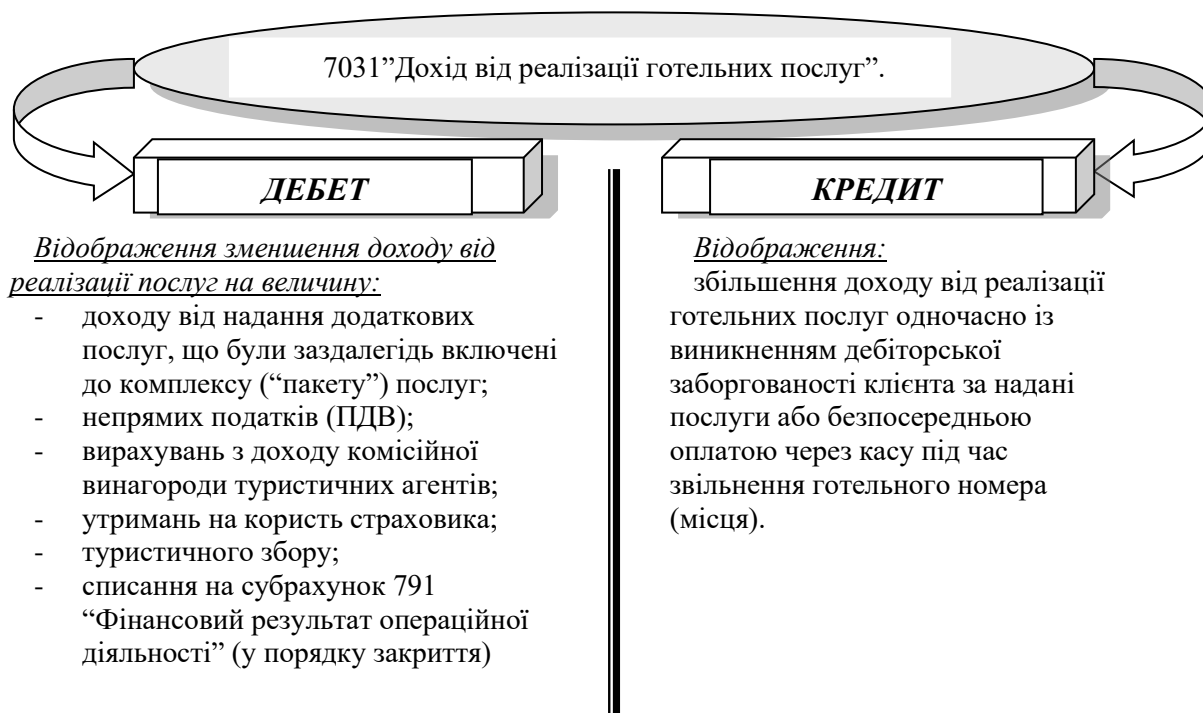 7031”Дохід від реалізації готельних послуг”.
ДЕБЕТ
Відображення зменшення доходу від
реалізації послуг на величину:
- доходу від надання додаткових
послуг, що були заздалегідь включені
до комплексу (“пакету”) послуг;
- непрямих податків (ПДВ);
- вирахувань з доходу комісійної
винагороди туристичних агентів;
- утримань на користь страховика;
- туристичного збору;
- списання на субрахунок 791
“Фінансовий результат операційної
діяльності” (у порядку закриття)
КРЕДИТ
Відображення:
збільшення доходу від реалізації
готельних послуг одночасно із
виникненням дебіторської
заборгованості клієнта за надані
послуги або безпосередньою
оплатою через касу під час
звільнення готельного номера
(місця).